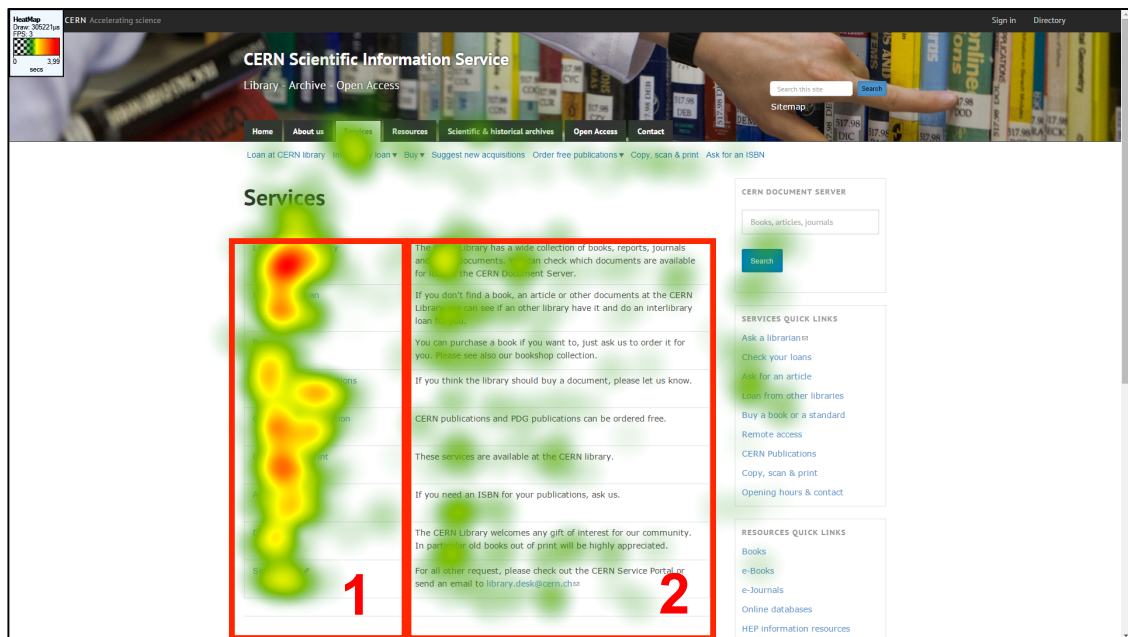 HeatMap
Draw: 305221µs
FPS: 3
0 3,99
secs
CERN Accelerating science
Sign in Directory
CERN Scientific Information Service
Library - Archive - Open Access
Search this site Search
Sitemap
Home About us Services Resources Scientific & historical archives Open Access Contact
Loan at CERN library loan ▾ Buy ▾ Suggest new acquisitions Order free publications ▾ Copy, scan & print Ask for an ISBN
Services
The Library has a wide collection of books, reports, journals
and documents. can check which documents are available
for the CERN Document Server.
If you don't find a book, an article or other documents at the CERN
Library, can see if an other library have it and do an interlibrary
loan for you.
You can purchase a book if you want to, just ask us to order it for
you. Please see also our bookshop collection.
If you think the library should buy a document, please let us know.
CERN publications and PDG publications can be ordered free.
These services are available at the CERN library.
If you need an ISBN for your publications, ask us.
The CERN Library welcomes any gift of interest for our community.
In particular old books out of print will be highly appreciated.
For all other request, please check out the CERN Service Portal or
send an email to library.desk@cern.ch
1
2
CERN DOCUMENT SERVER
Books, articles, journals
Search
SERVICES QUICK LINKS
Ask a librarian
Check your loans
Ask for an article
Loan from other libraries
Buy a book or a standard
Remote access
CERN Publications
Copy, scan & print
Opening hours & contact
RESOURCES QUICK LINKS
Books
e-Books
e-Journals
Online databases
HEP information resources